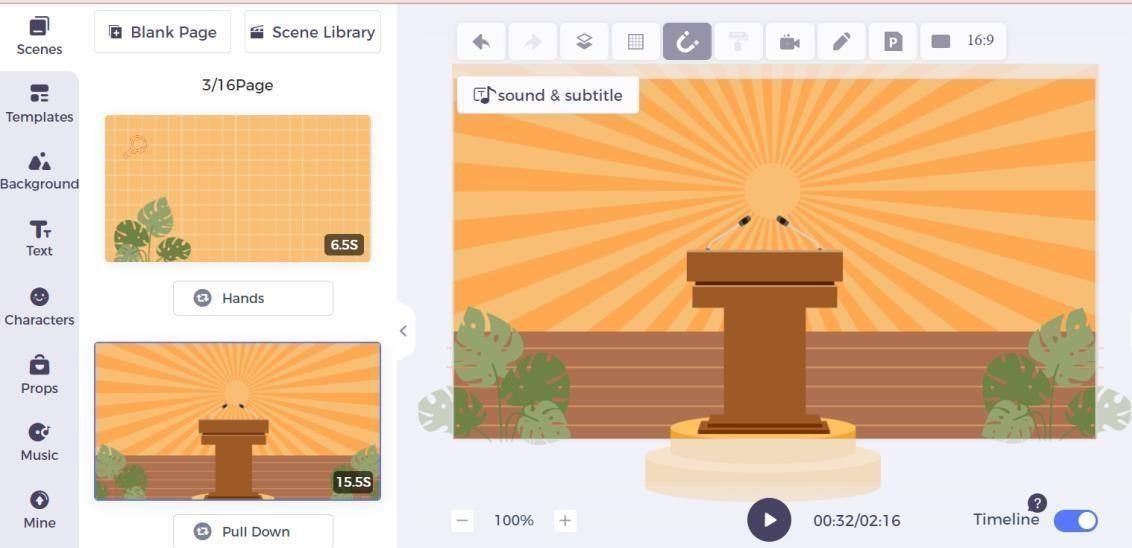 Scenes
Templates
Background
Text
Characters
Props
Music
Mine
Blank Page
Scene Library
3/16Page
6.5S
Hands
15.5S
Pull Down
16:9
sound & subtitle
100%
00:32/02:16
Timeline
?